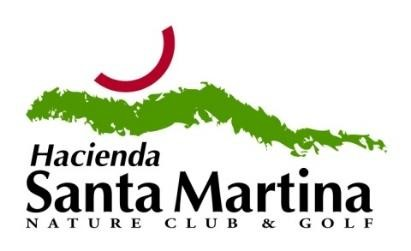 Hacienda
Santa Martina
NATURE CLUB & GOLF